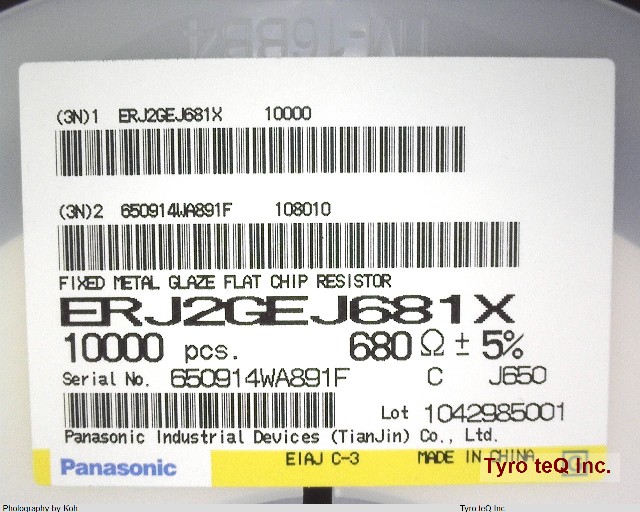 (3N)1 ERJ2GEJ681X 10000
(3N)2 650914WA891F 108010
FIXED METAL GLAZE FLAT CHIP RESISTOR
ERJ2GEJ681X
10000 pcs. 680 Ω ± 5%
Serial No. 650914WA891F C J650
Lot 1042985001
Panasonic Industrial Devices (TianJin) Co., Ltd.
Panasonic EIAJ C-3 MADE IN CHINA
Tyro teQ Inc.
Photography by Koh Tyro teQ Inc